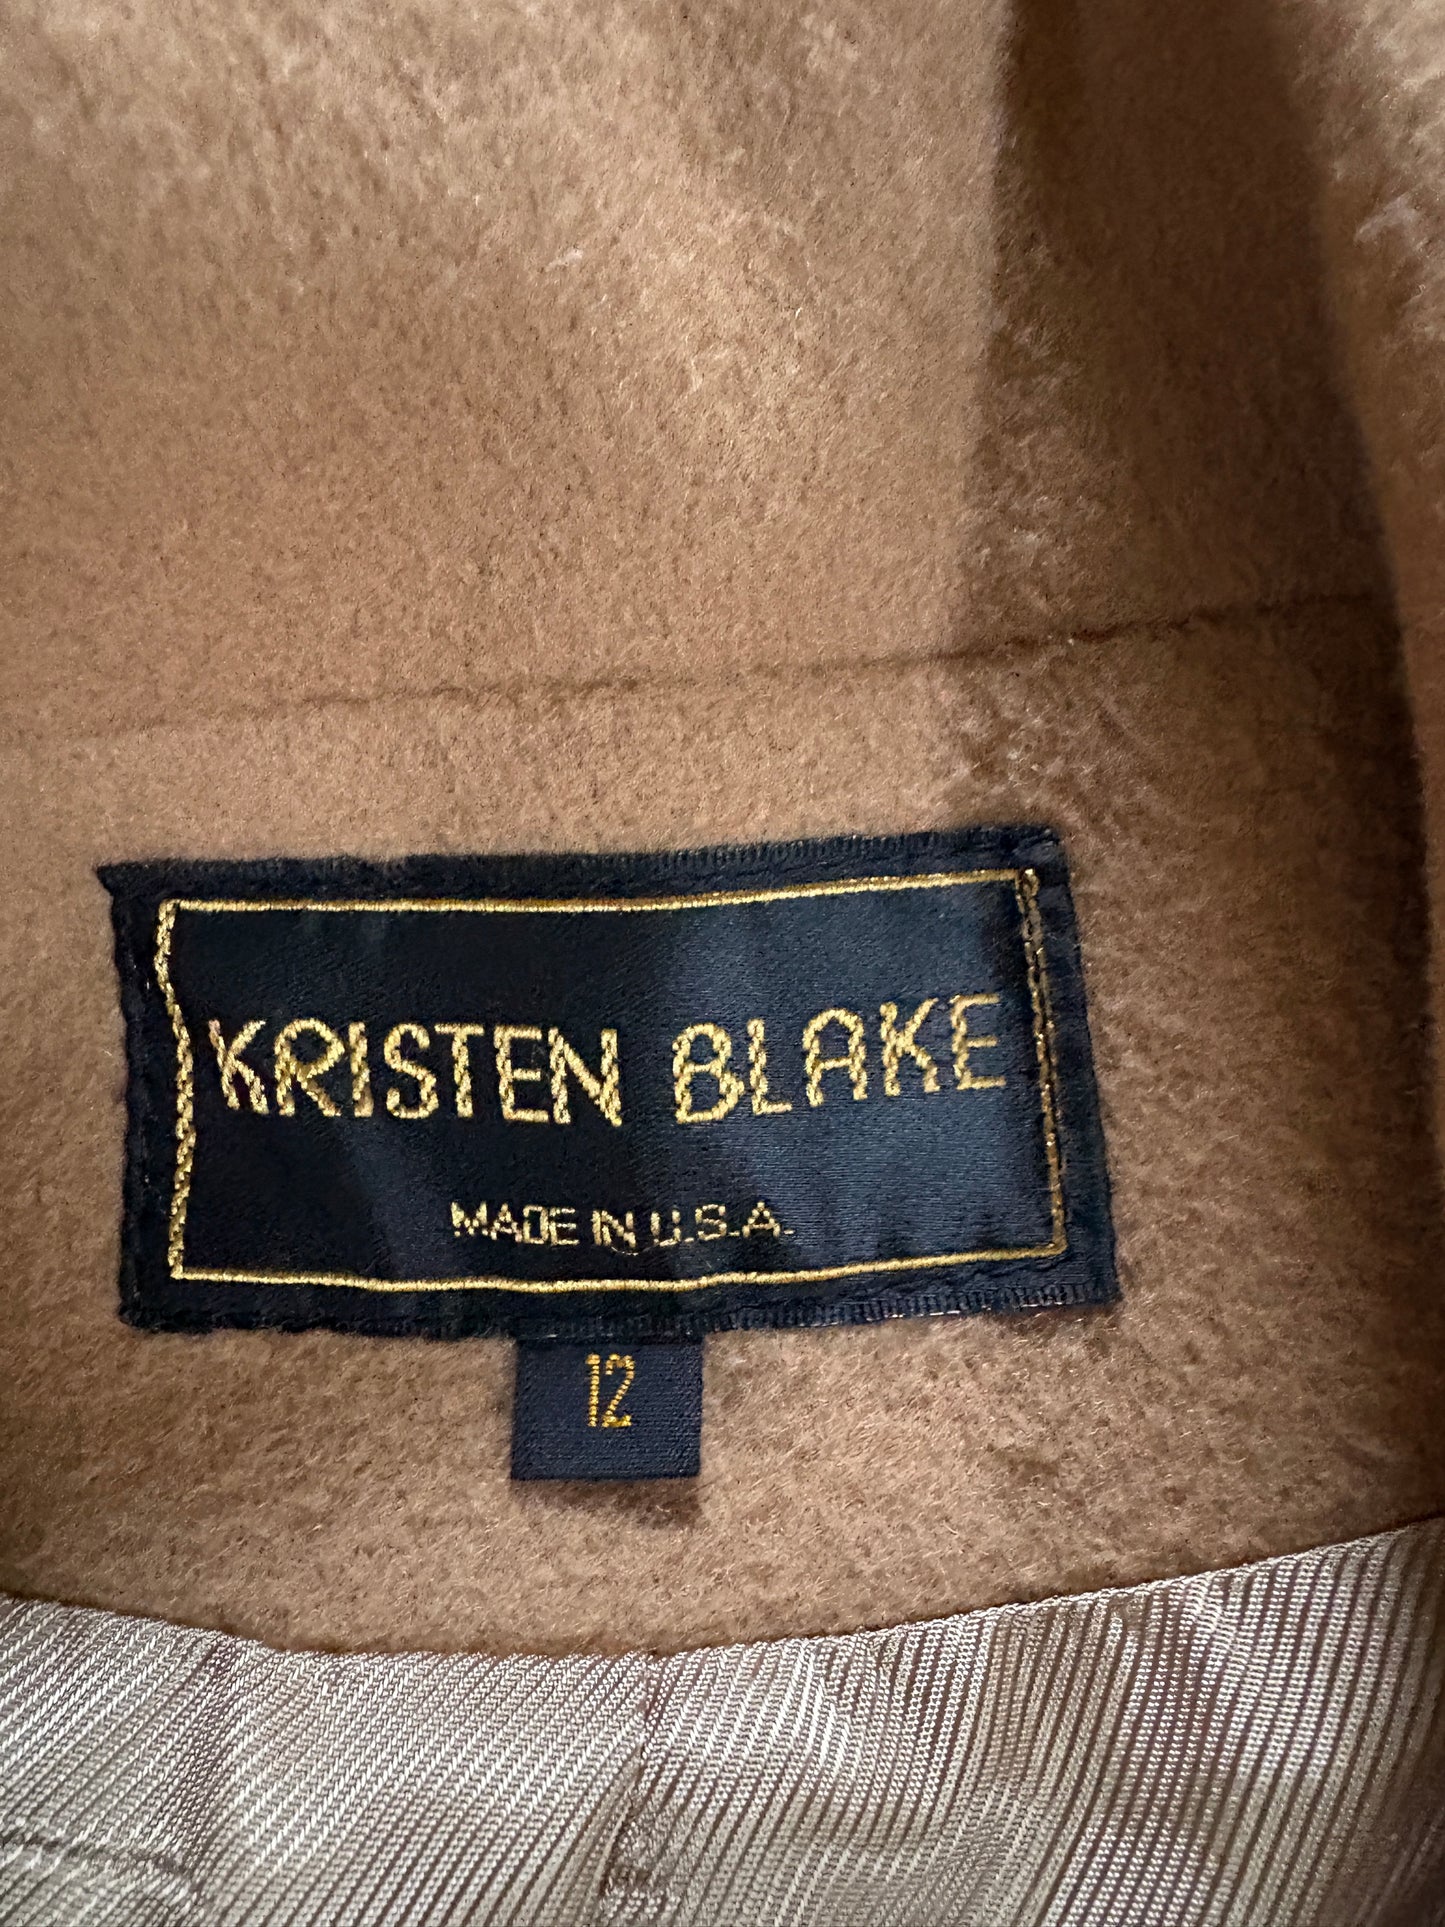 KRISTEN BLAKE
MADE IN U.S.A.
12